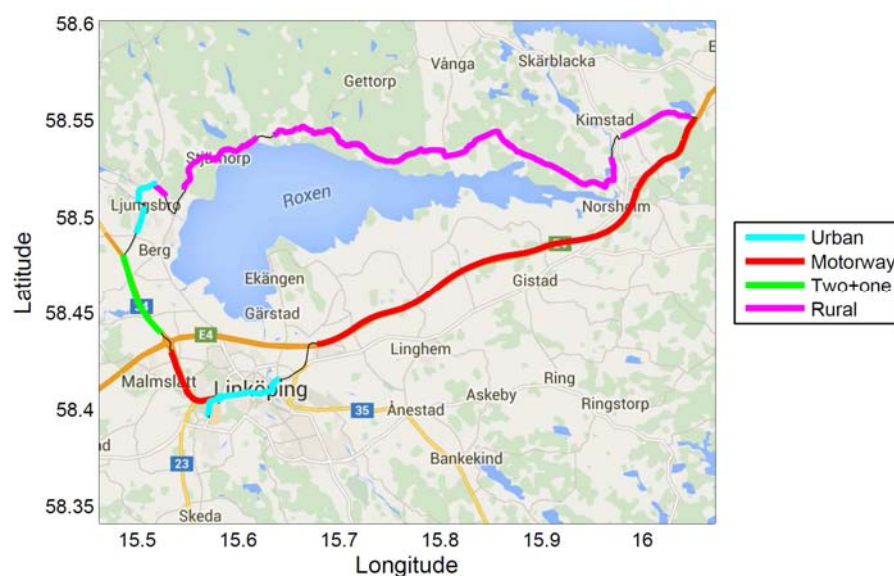 58.6
58.55
58.5
58.45
58.4
58.35
Latitude
Vånga
Skärblacka
Gettorp
Kimstad
Roxen
Norsholm
Berg
Ekängen
Gärstad
Gistad
E4
Linghem
Malmslätt
Linköping
Ring
Askeby
Ringstorp
Ånestad
35
Bankekind
23
Skeda
15.5
15.6
15.7
15.8
15.9
16
Longitude
Urban
Motorway
Two+one
Rural